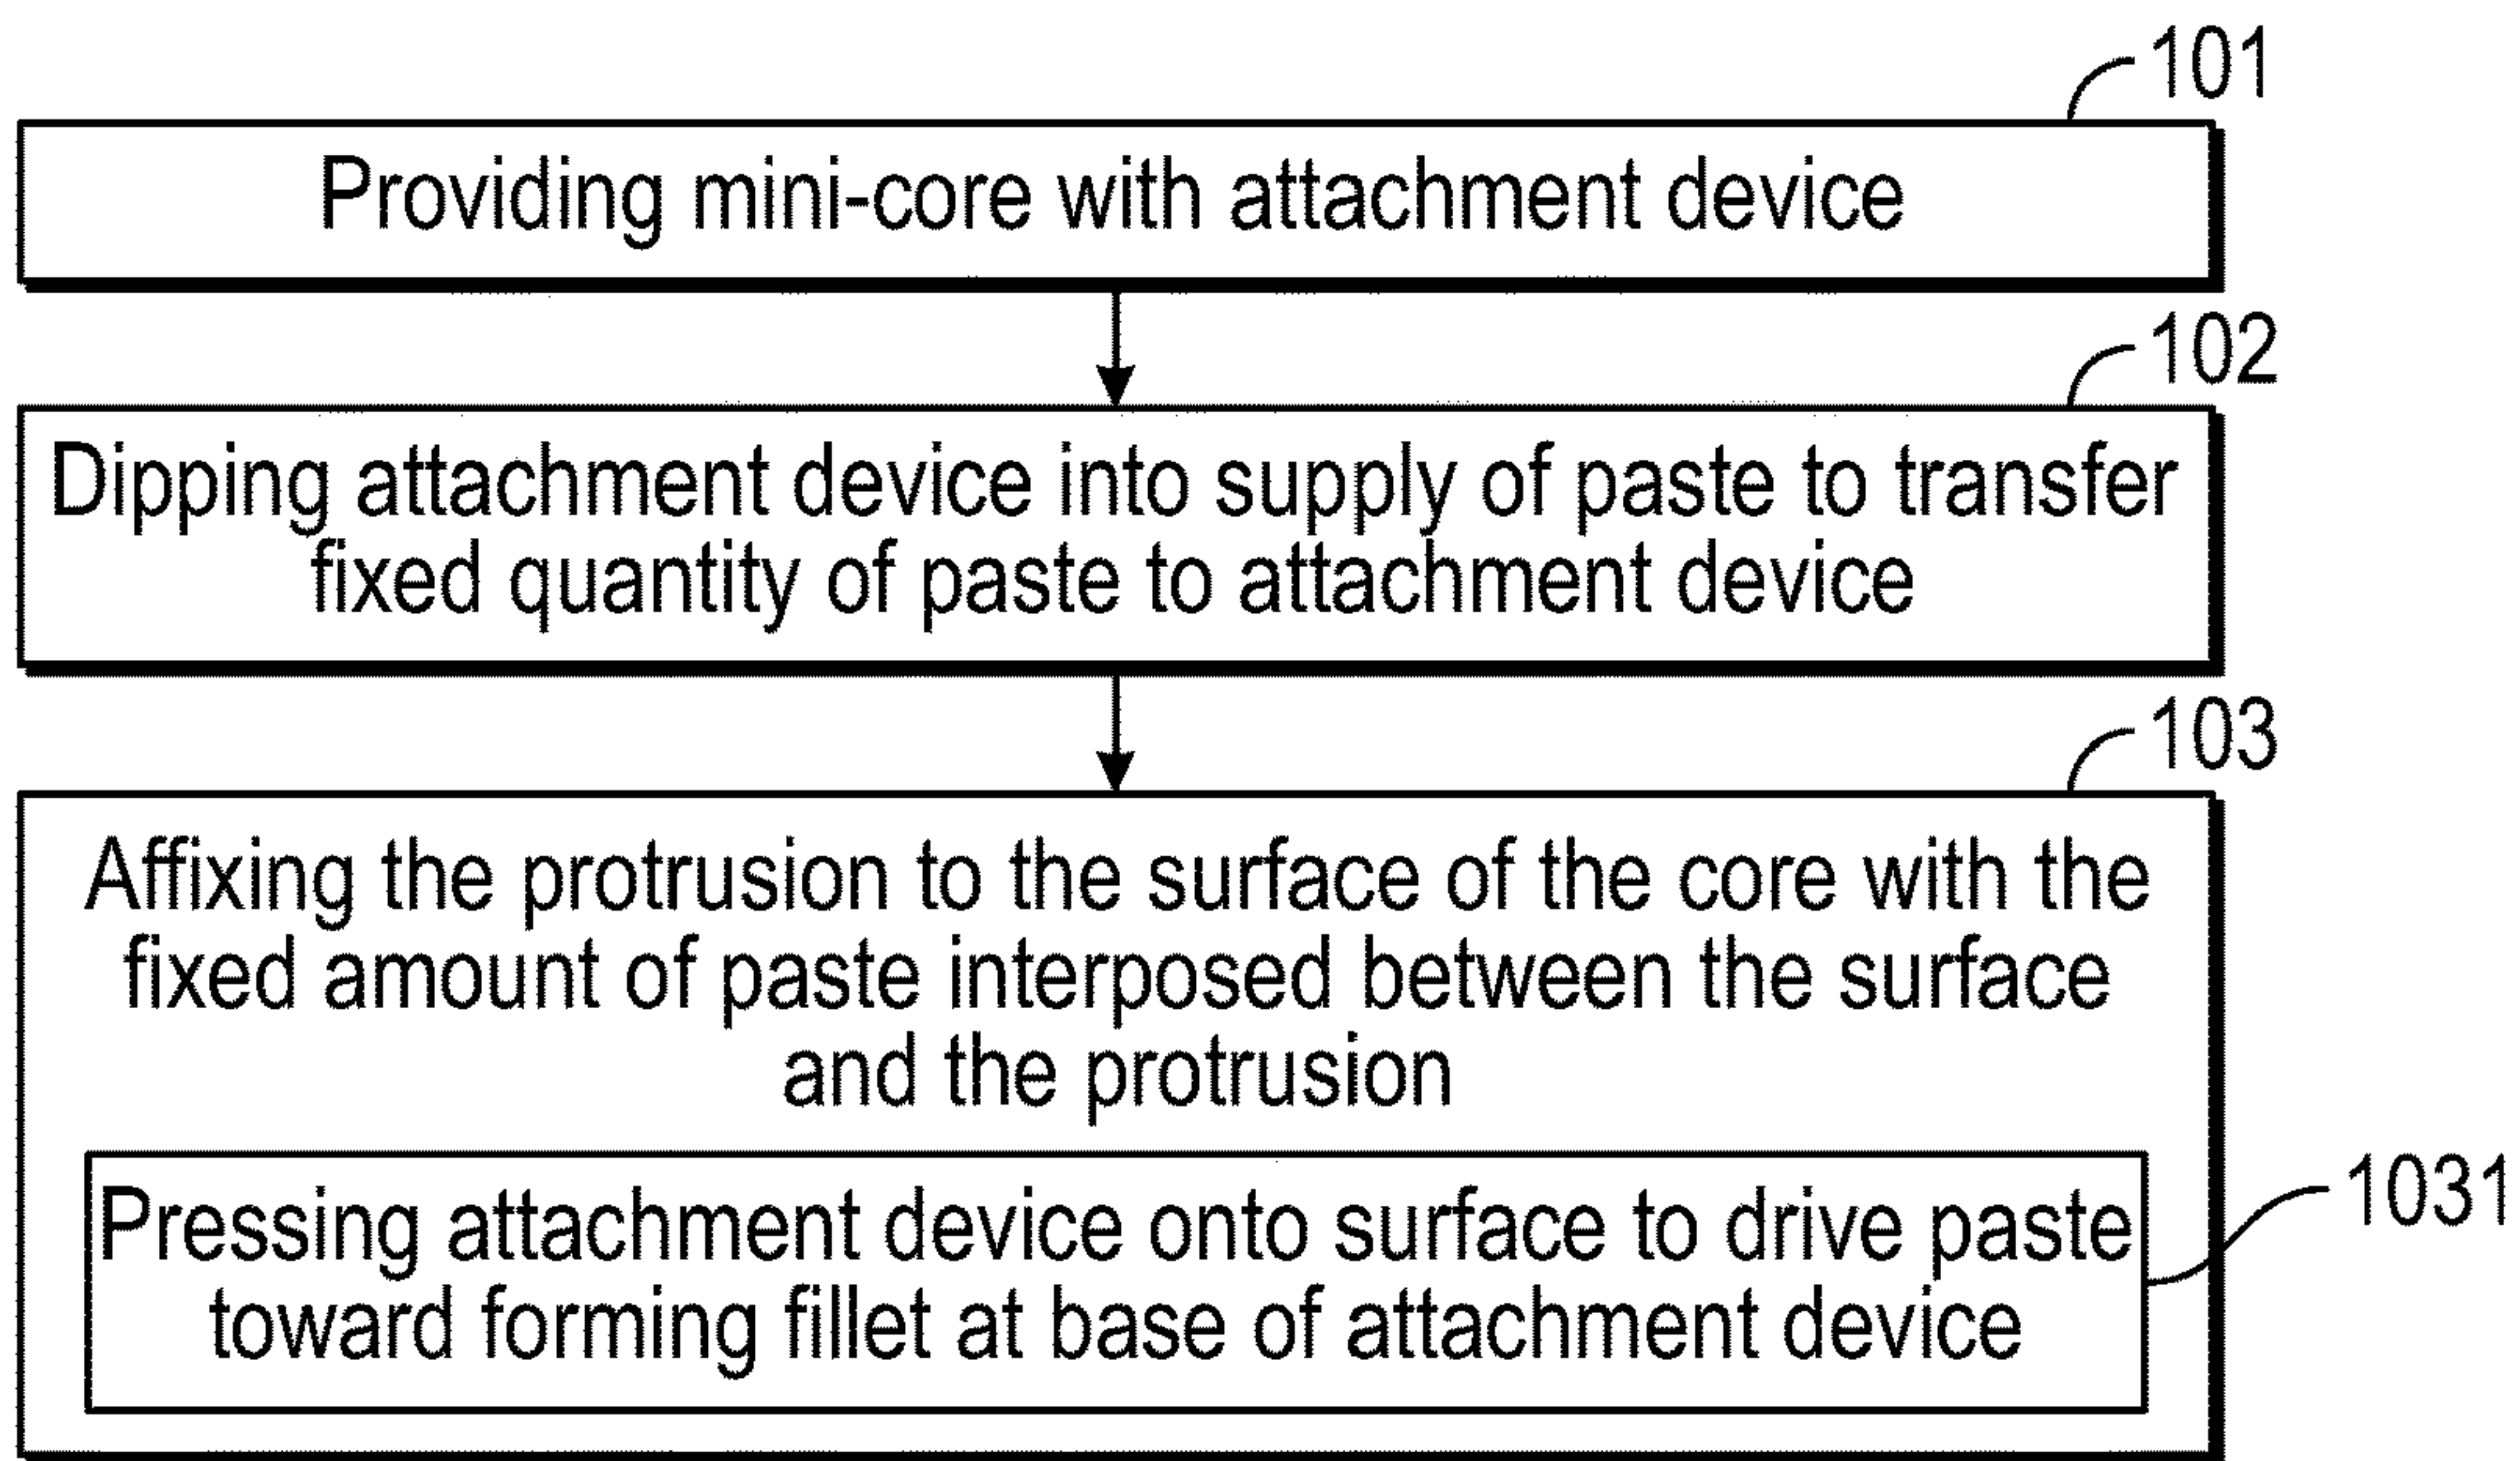 101
Providing mini-core with attachment device
102
Dipping attachment device into supply of paste to transfer
fixed quantity of paste to attachment device
103
Affixing the protrusion to the surface of the core with the
fixed amount of paste interposed between the surface
and the protrusion
Pressing attachment device onto surface to drive paste
toward forming fillet at base of attachment device
1031